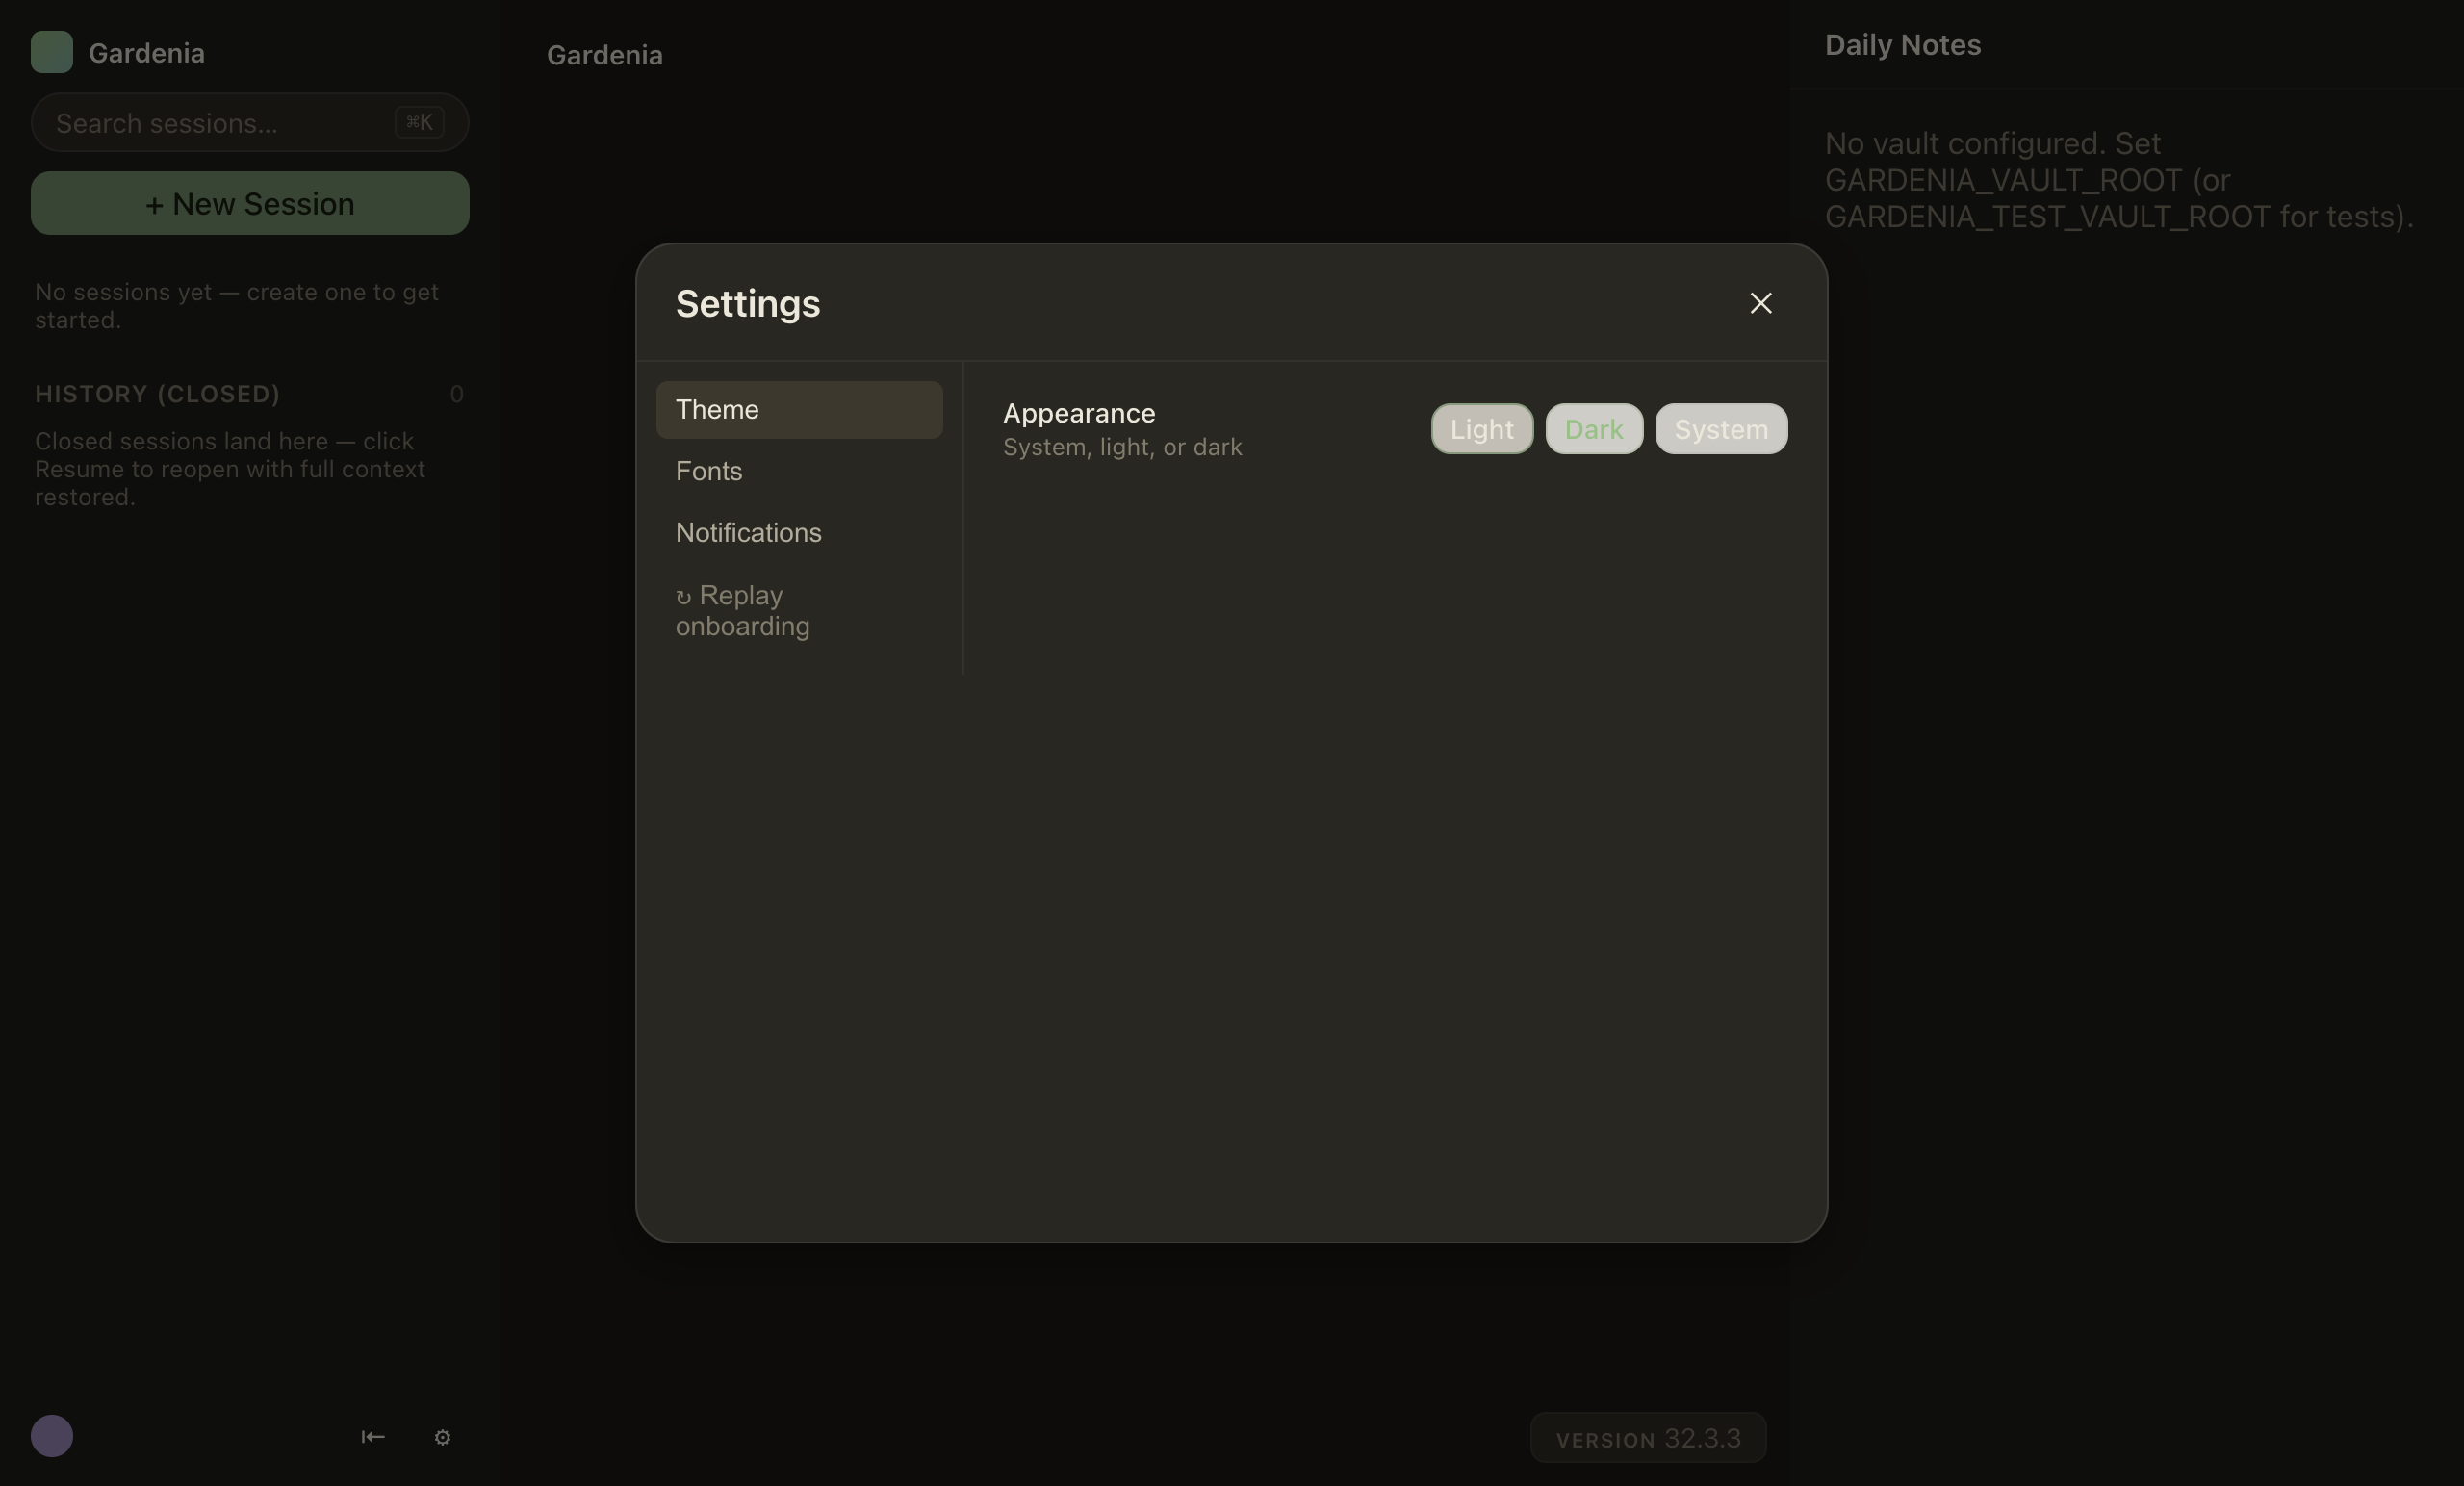 Gardenia
Search sessions...
⌘K
+ New Session
No sessions yet — create one to get
started.
HISTORY (CLOSED)
0
Closed sessions land here — click
Resume to reopen with full context
restored.
Gardenia
Daily Notes
No vault configured. Set
GARDENIA_VAULT_ROOT (or
GARDENIA_TEST_VAULT_ROOT for tests).
Settings
Theme
Fonts
Notifications
↻ Replay
onboarding
Appearance
System, light, or dark
Light
Dark
System
VERSION 32.3.3